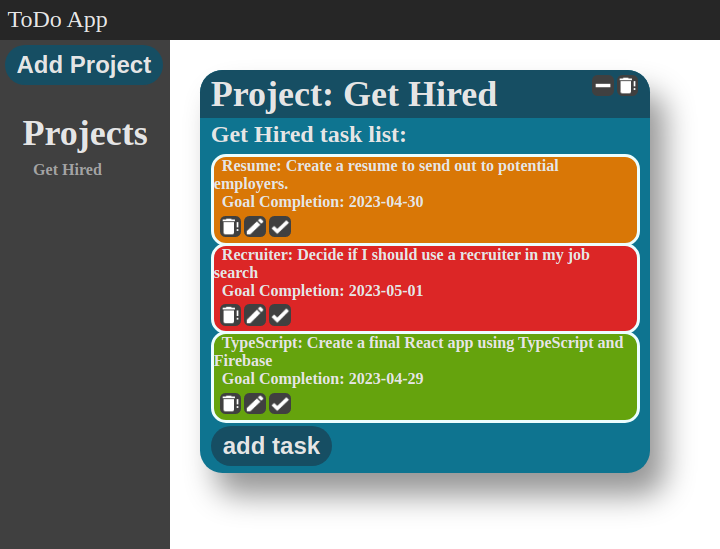 ToDo App
Add Project
Projects
Get Hired
Project: Get Hired
Get Hired task list:
Resume: Create a resume to send out to potential
employers.
Goal Completion: 2023-04-30
Recruiter: Decide if I should use a recruiter in my job
search
Goal Completion: 2023-05-01
TypeScript: Create a final React app using TypeScript and
Firebase
Goal Completion: 2023-04-29
add task